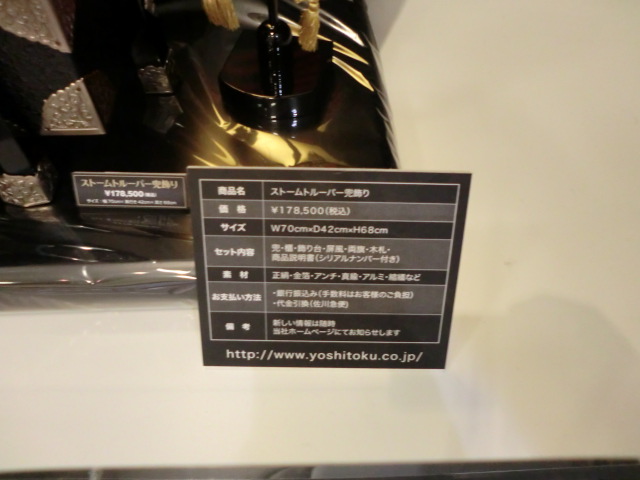 ストームトルーパー兜飾り
¥178,500(税込)
商品名 ストームトルーパー兜飾り
価 格 ¥178,500(税込)
サイズ W70cm×D42cm×H68cm
セット内容 兜・櫃・飾り台・屏風・両旗・木札・
商品説明書(シリアルナンバー付き)
素 材 正絹・金箔・アンチ・真鍮・アルミ・結模など
お支払い方法 ・銀行振込み(手数料はお客様のご負担)
・代金引換(佐川急便)
備 考 新しい情報は随時
当社ホームページにてお知らせします
http://www.yoshitoku.co.jp/